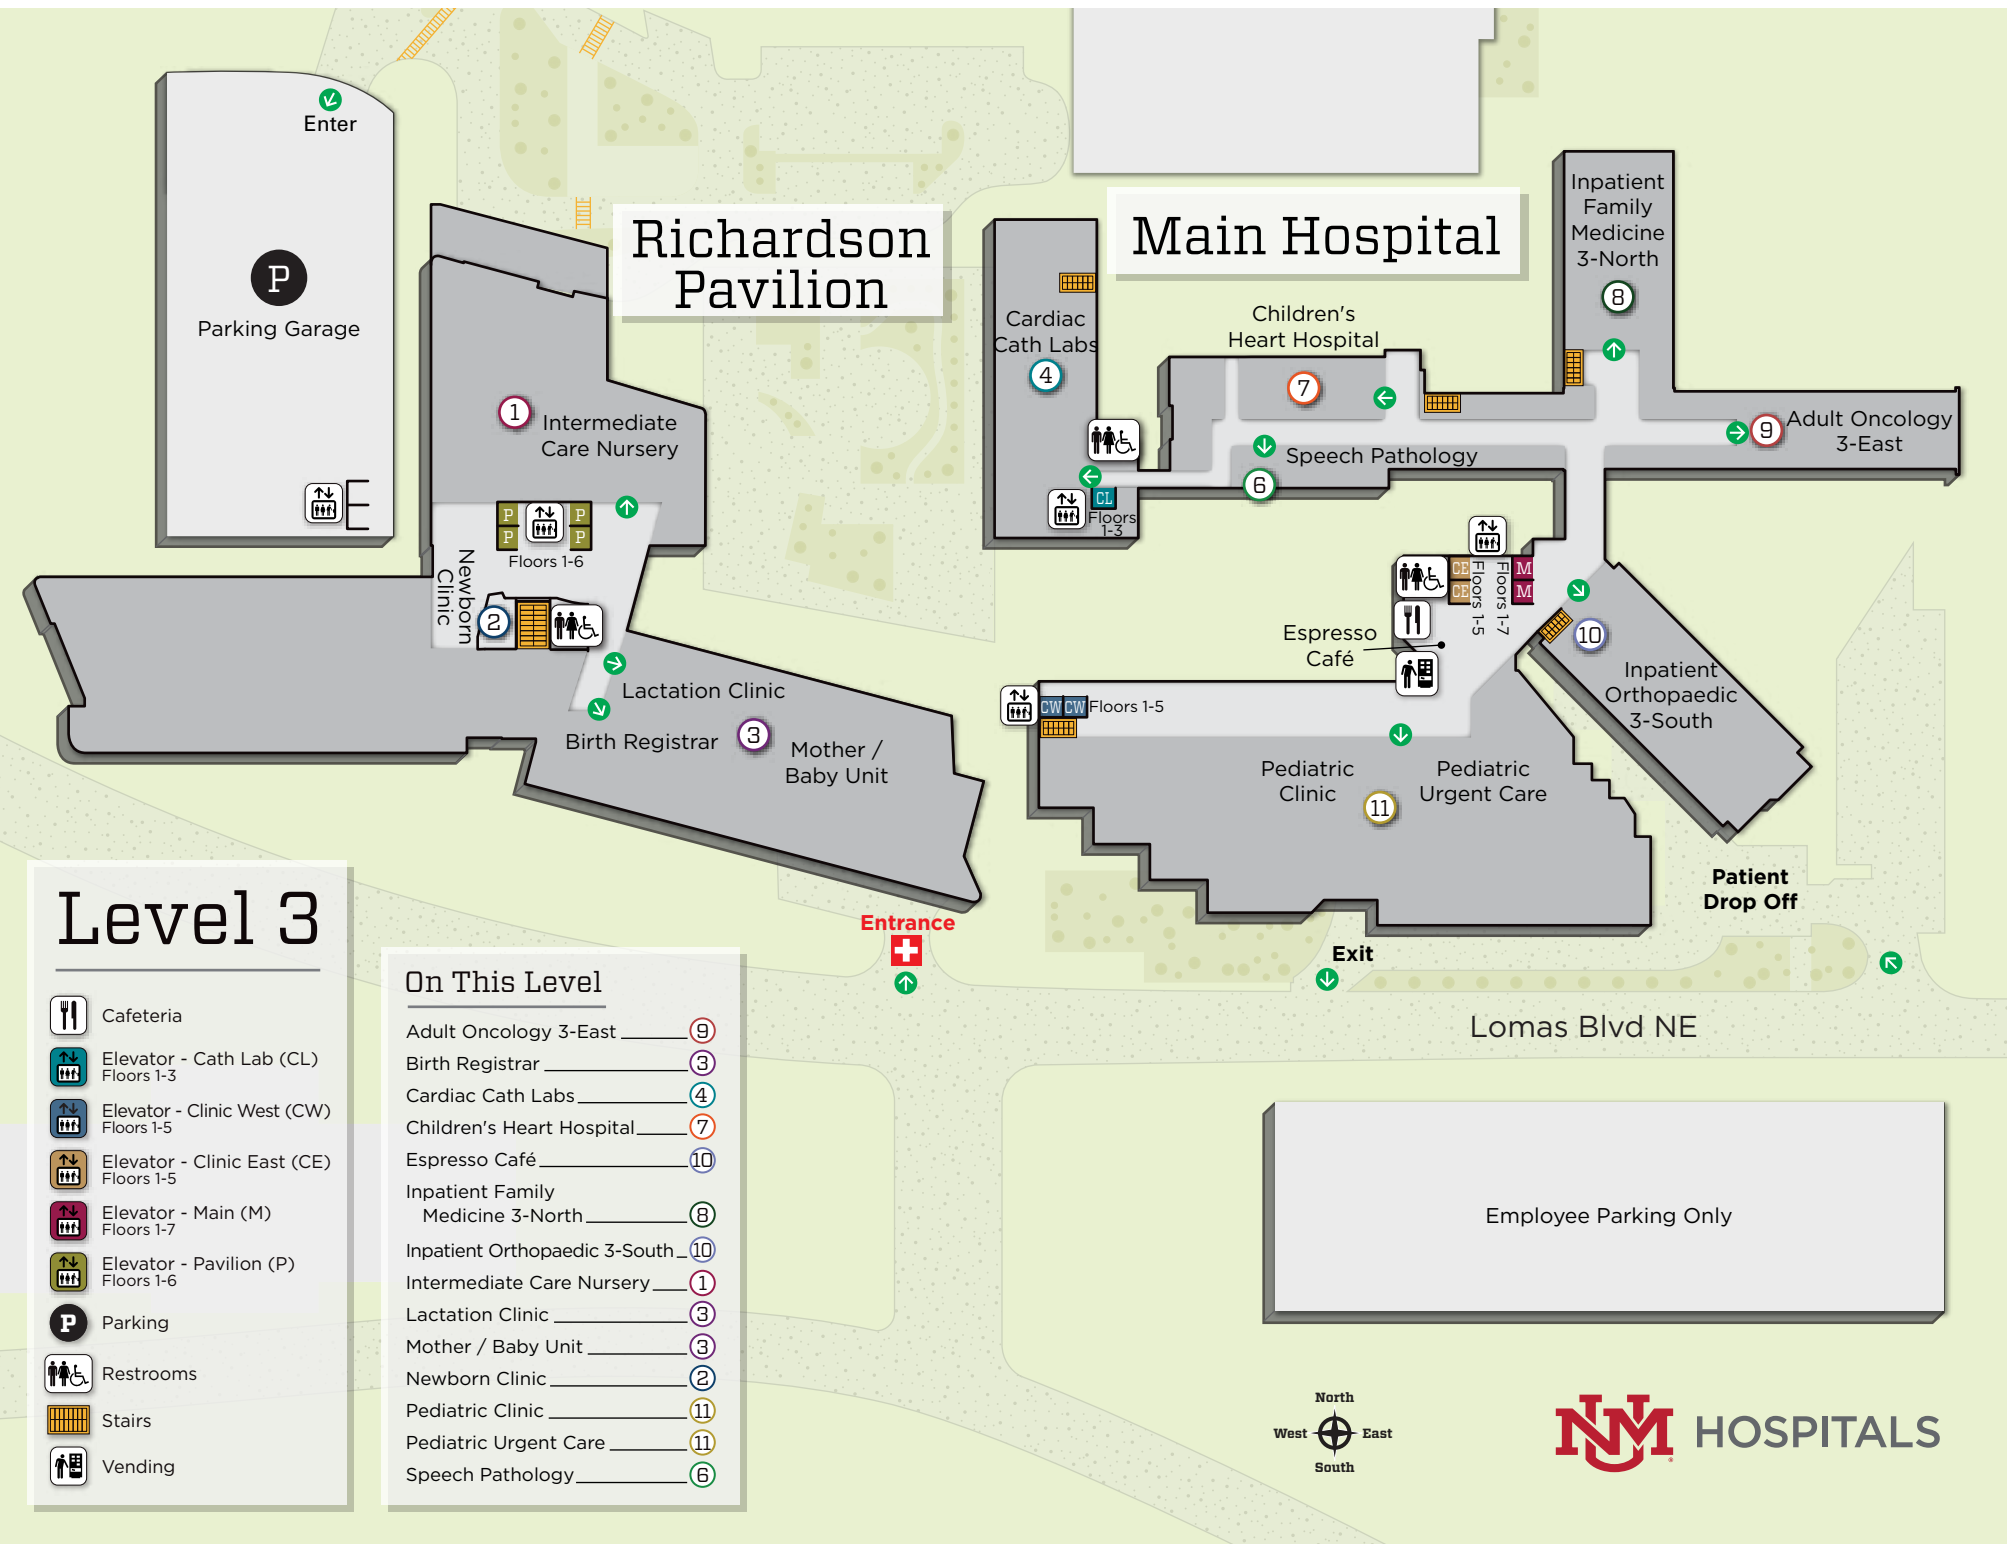 Enter
P
Parking Garage
Richardson
Pavilion
Main Hospital
1
Intermediate
Care Nursery
P P
P P
Floors 1-6
Newborn
Clinic
2
Lactation Clinic
Birth Registrar
3
Mother /
Baby Unit
Cardiac
Cath Labs
4
CL
Floors
1-3
Children's
Heart Hospital
7
Speech Pathology
6
Inpatient
Family
Medicine
3-North
8
9
Adult Oncology
3-East
CE
CE
Floors 1-5
Floors 1-7
M
M
Espresso
Café
10
Inpatient
Orthopaedic
3-South
CW CW Floors 1-5
Pediatric
Clinic
11
Pediatric
Urgent Care
Patient
Drop Off
Entrance
Exit
Lomas Blvd NE
Employee Parking Only
Level 3
Cafeteria
Elevator - Cath Lab (CL)
Floors 1-3
Elevator - Clinic West (CW)
Floors 1-5
Elevator - Clinic East (CE)
Floors 1-5
Elevator - Main (M)
Floors 1-7
Elevator - Pavilion (P)
Floors 1-6
P Parking
Restrooms
Stairs
Vending
On This Level
Adult Oncology 3-East 9
Birth Registrar 3
Cardiac Cath Labs 4
Children's Heart Hospital 7
Espresso Café 10
Inpatient Family
Medicine 3-North 8
Inpatient Orthopaedic 3-South 10
Intermediate Care Nursery 1
Lactation Clinic 3
Mother / Baby Unit 3
Newborn Clinic 2
Pediatric Clinic 11
Pediatric Urgent Care 11
Speech Pathology 6
North
West East
South
NM HOSPITALS